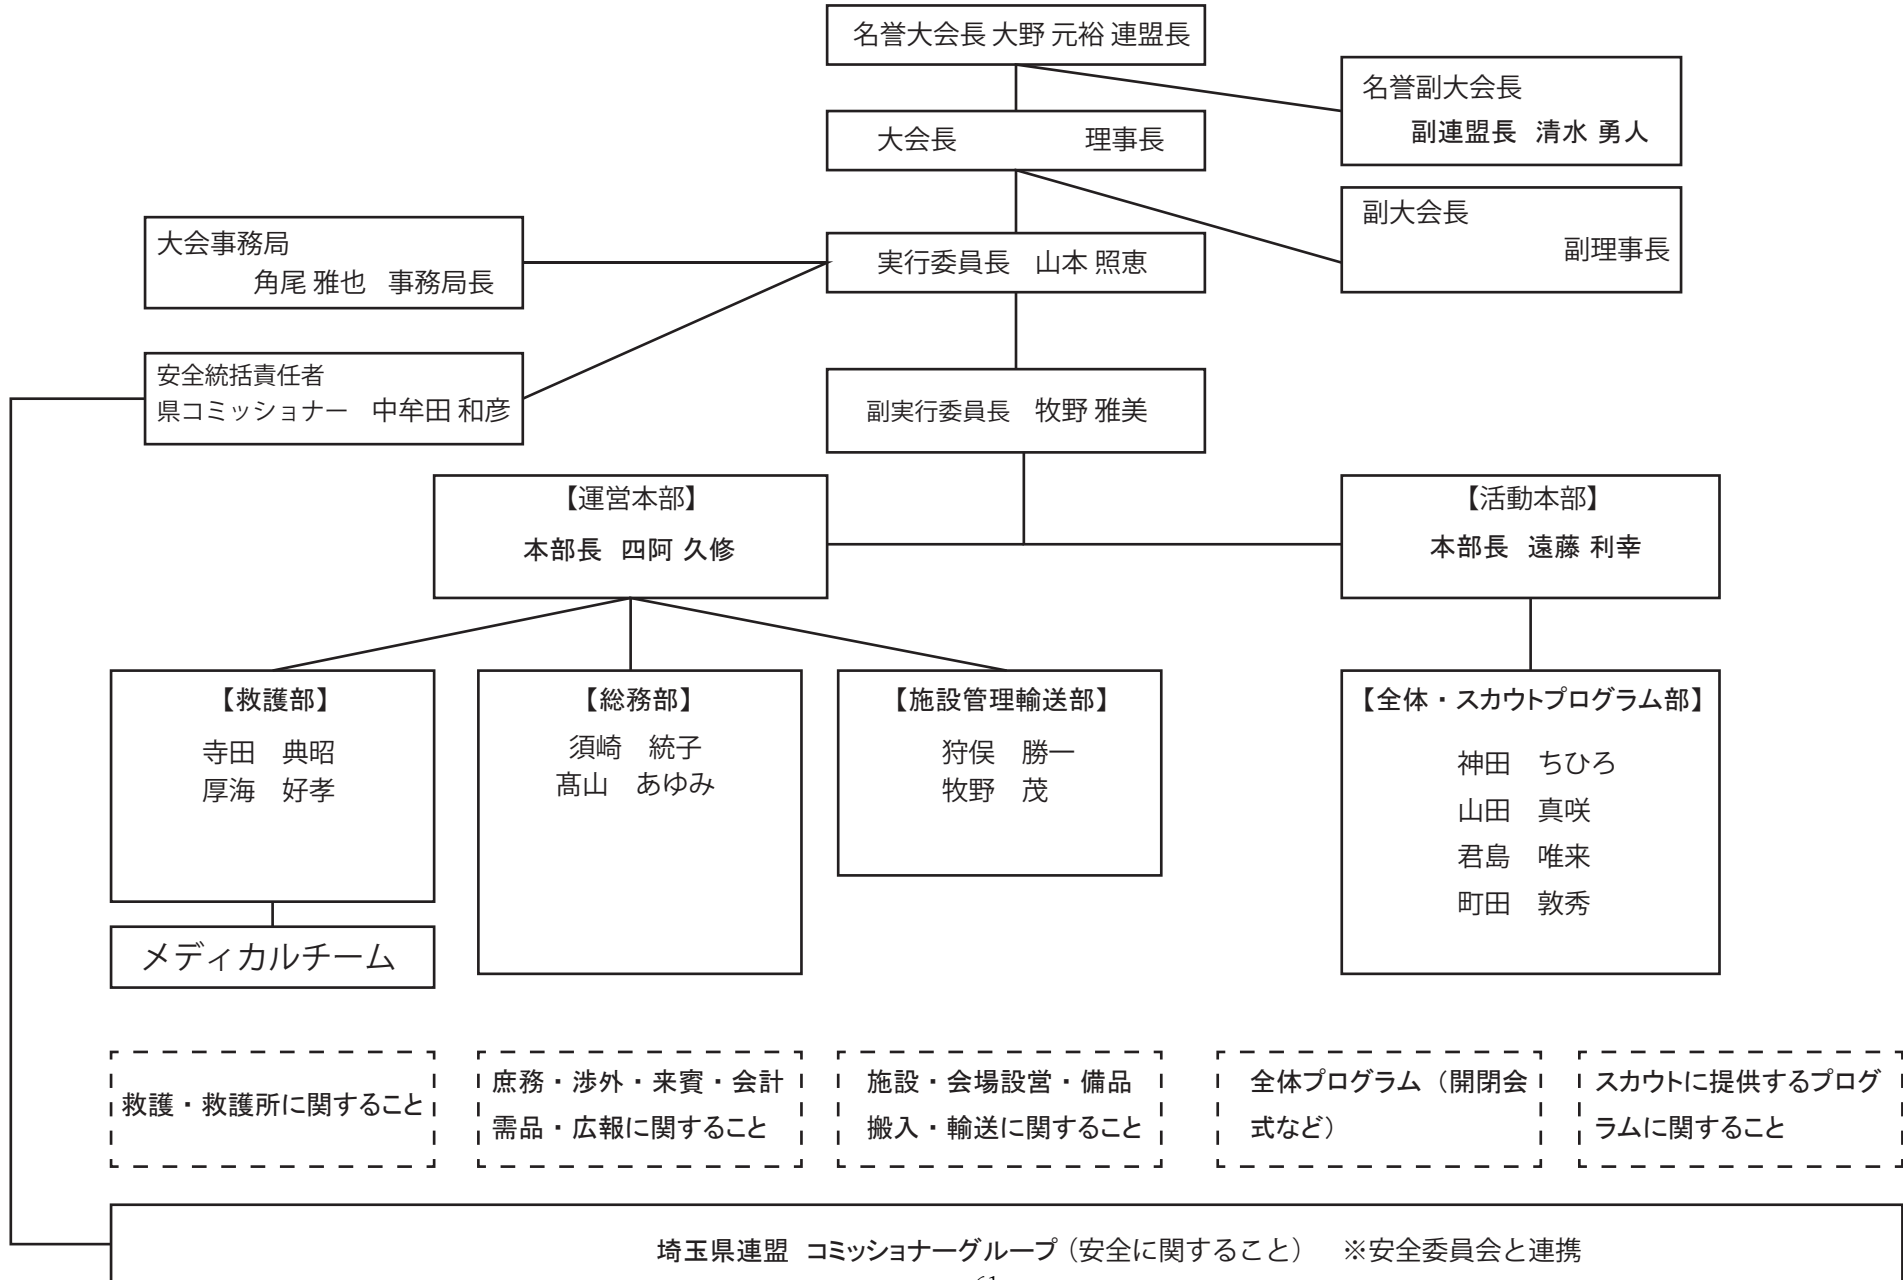 名誉大会長 大野 元裕 連盟長
名誉副大会長
副連盟長 清水 勇人
大会長 理事長
副大会長
副理事長
大会事務局
角尾 雅也 事務局長
実行委員長 山本 照恵
安全統括責任者
県コミッショナー 中牟田 和彦
副実行委員長 牧野 雅美
【運営本部】
本部長 四阿 久修
【活動本部】
本部長 遠藤 利幸
【救護部】
寺田 典昭
厚海 好孝
【総務部】
須崎 統子
髙山 あゆみ
【施設管理輸送部】
狩俣 勝一
牧野 茂
【全体・スカウトプログラム部】
神田 ちひろ
山田 真咲
君島 唯来
町田 敦秀
メディカルチーム
救護・救護所に関すること
庶務・渉外・来賓・会計
需品・広報に関すること
施設・会場設営・備品
搬入・輸送に関すること
全体プログラム（開閉会
式など）
スカウトに提供するプログ
ラムに関すること
埼玉県連盟 コミッショナーグループ（安全に関すること） ※安全委員会と連携